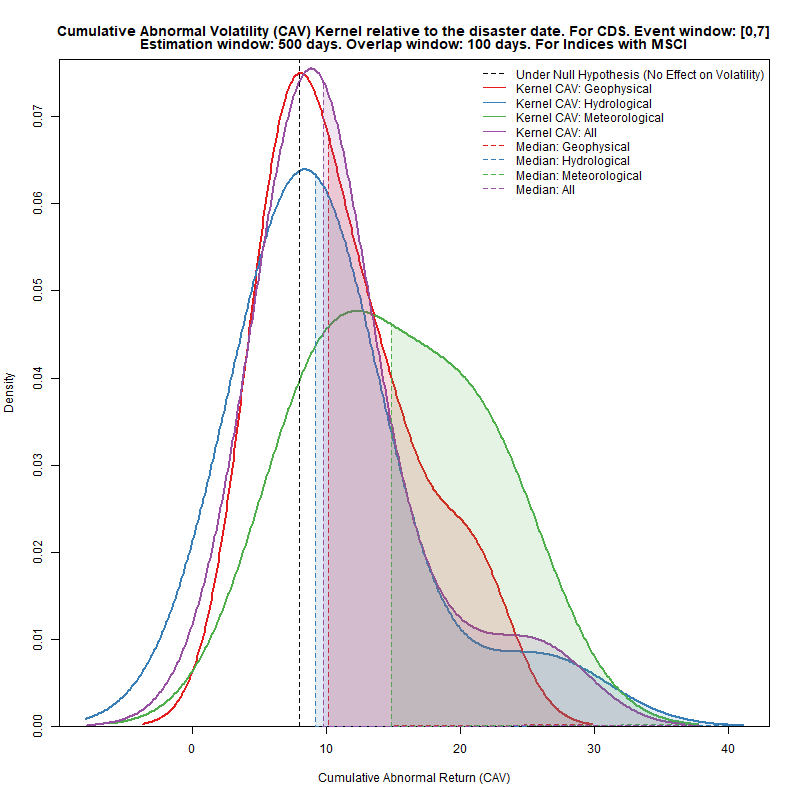 Cumulative Abnormal Volatility (CAV) Kernel relative to the disaster date. For CDS. Event window: [0,7]
Estimation window: 500 days. Overlap window: 100 days. For Indices with MSCI
Under Null Hypothesis (No Effect on Volatility)
Kernel CAV: Geophysical
Kernel CAV: Hydrological
Kernel CAV: Meteorological
Kernel CAV: All
Median: Geophysical
Median: Hydrological
Median: Meteorological
Median: All
Density
0.07
0.06
0.05
0.04
0.03
0.02
0.01
0.00
0 10 20 30 40
Cumulative Abnormal Return (CAV)